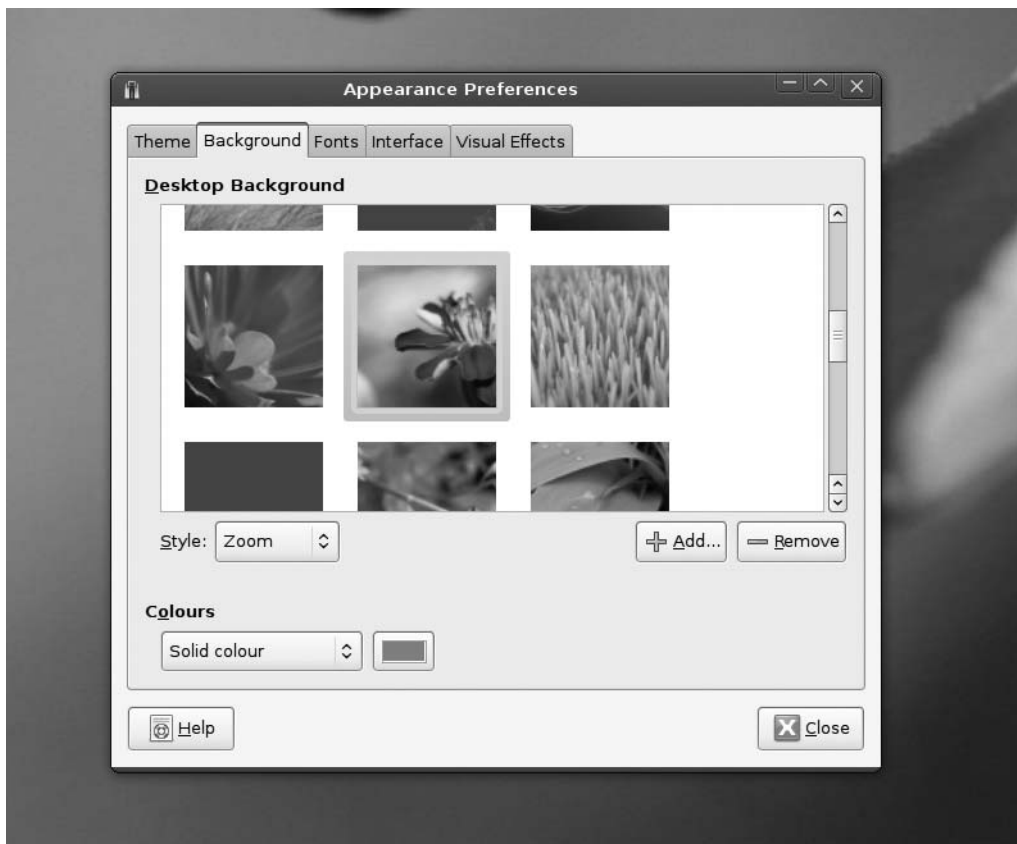 Appearance Preferences
Theme Background Fonts Interface Visual Effects
Desktop Background
Style: Zoom Add... Remove
Colours
Solid colour
Help Close